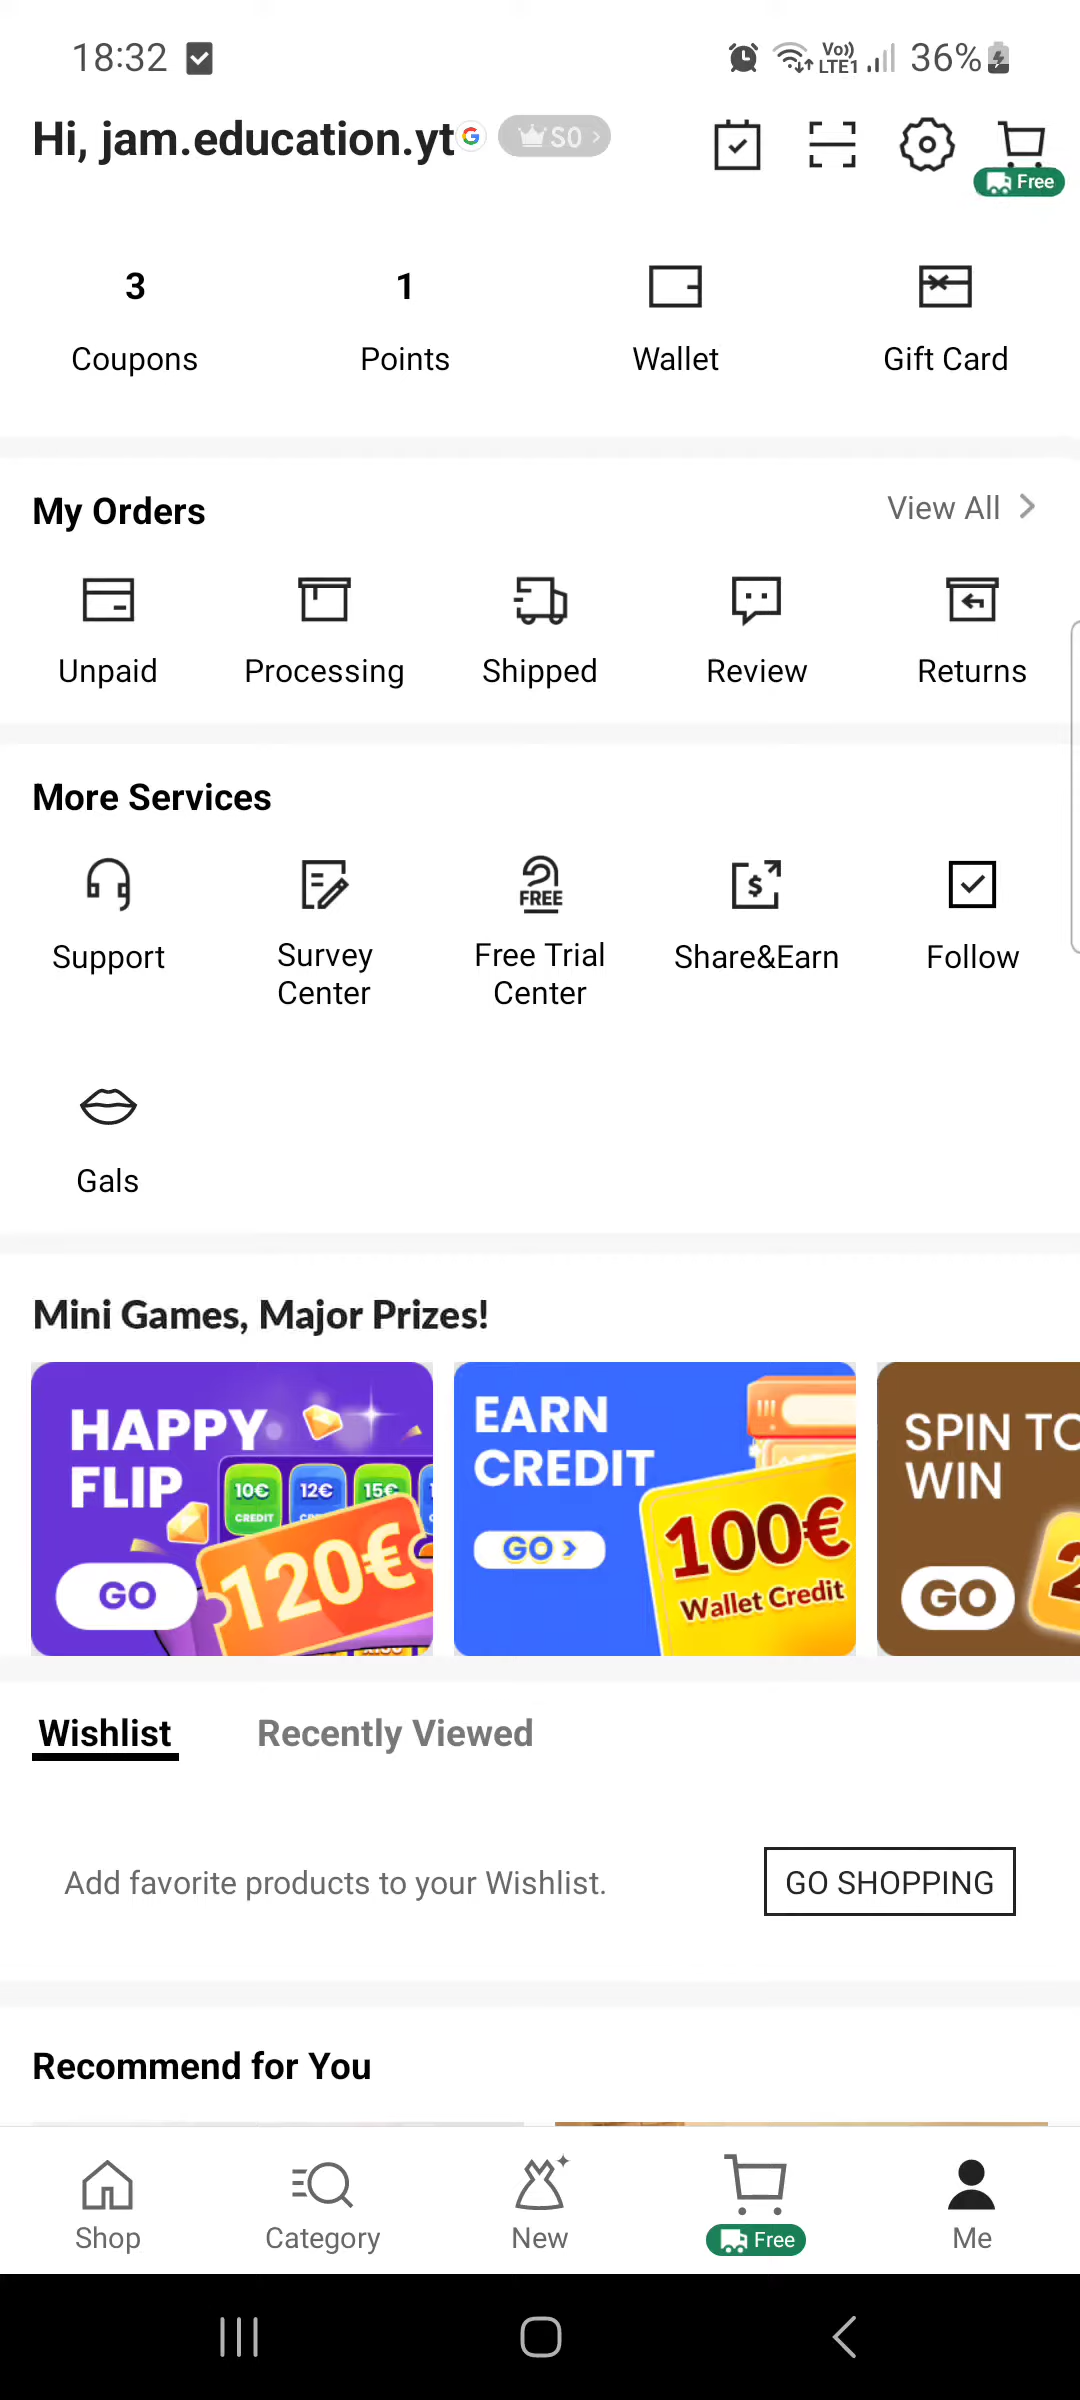 18:32
Vo)) LTE1 36%
Hi, jam.education.yt
S0 >
Free
3
Coupons
1
Points
Wallet
Gift Card
My Orders
View All
Unpaid
Processing
Shipped
Review
Returns
More Services
Support
Survey Center
FREE
Free Trial Center
$
Share&Earn
Follow
Gals
Mini Games, Major Prizes!
HAPPY
FLIP
10€
CREDIT
12€
15€
120€
GO
EARN
CREDIT
GO >
100€
Wallet Credit
SPIN TO
WIN
GO
Wishlist
Recently Viewed
Add favorite products to your Wishlist.
GO SHOPPING
Recommend for You
Shop
Category
New
Free
Me